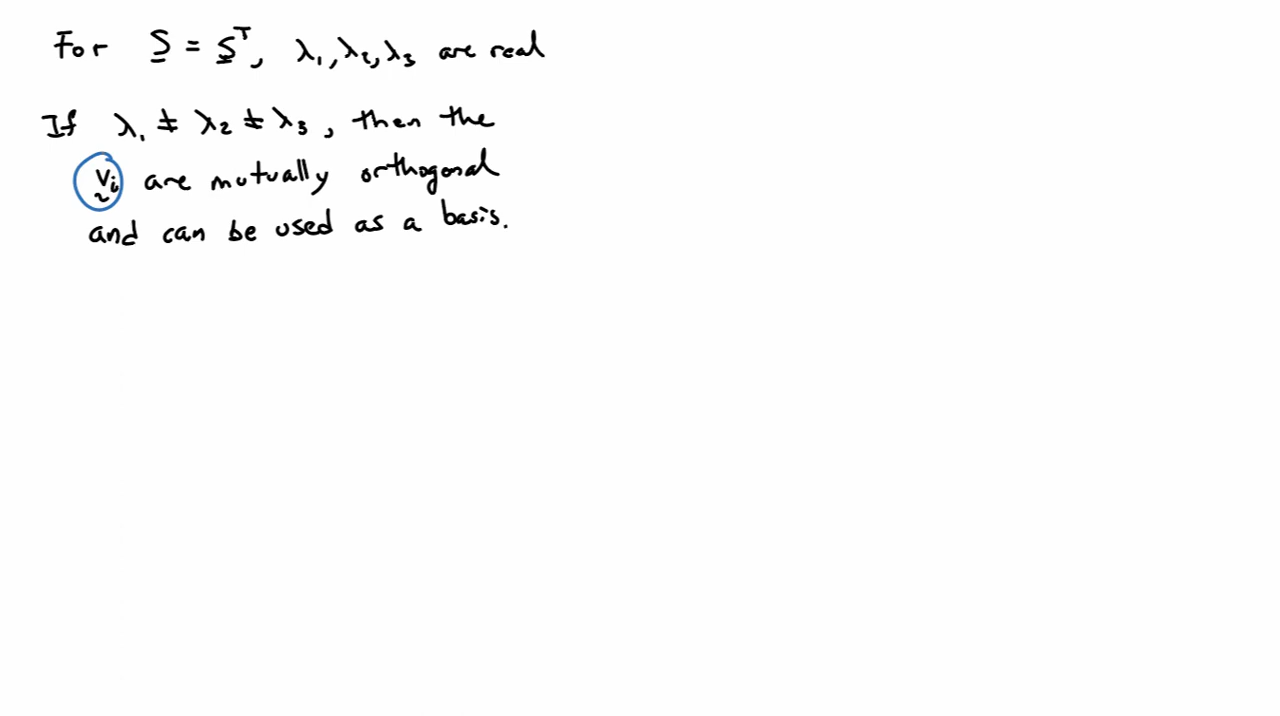 For S̲ = S̲ᵀ, λ₁, λ₂, λ₃ are real
If λ₁ ≠ λ₂ ≠ λ₃, then the
v̰ᵢ are mutually orthogonal
and can be used as a basis.